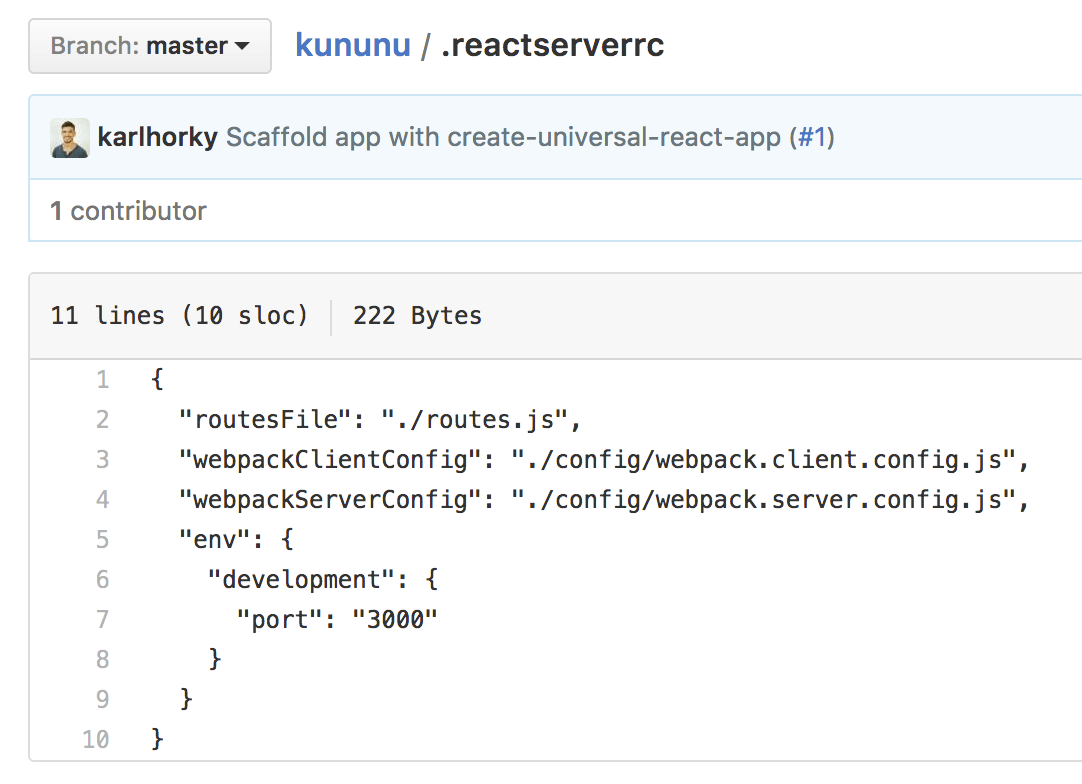 Branch: master kununu / .reactserverrc
karlhorky Scaffold app with create-universal-react-app (#1)
1 contributor
11 lines (10 sloc) 222 Bytes
1 {
2   "routesFile": "./routes.js",
3   "webpackClientConfig": "./config/webpack.client.config.js",
4   "webpackServerConfig": "./config/webpack.server.config.js",
5   "env": {
6     "development": {
7       "port": "3000"
8     }
9   }
10 }